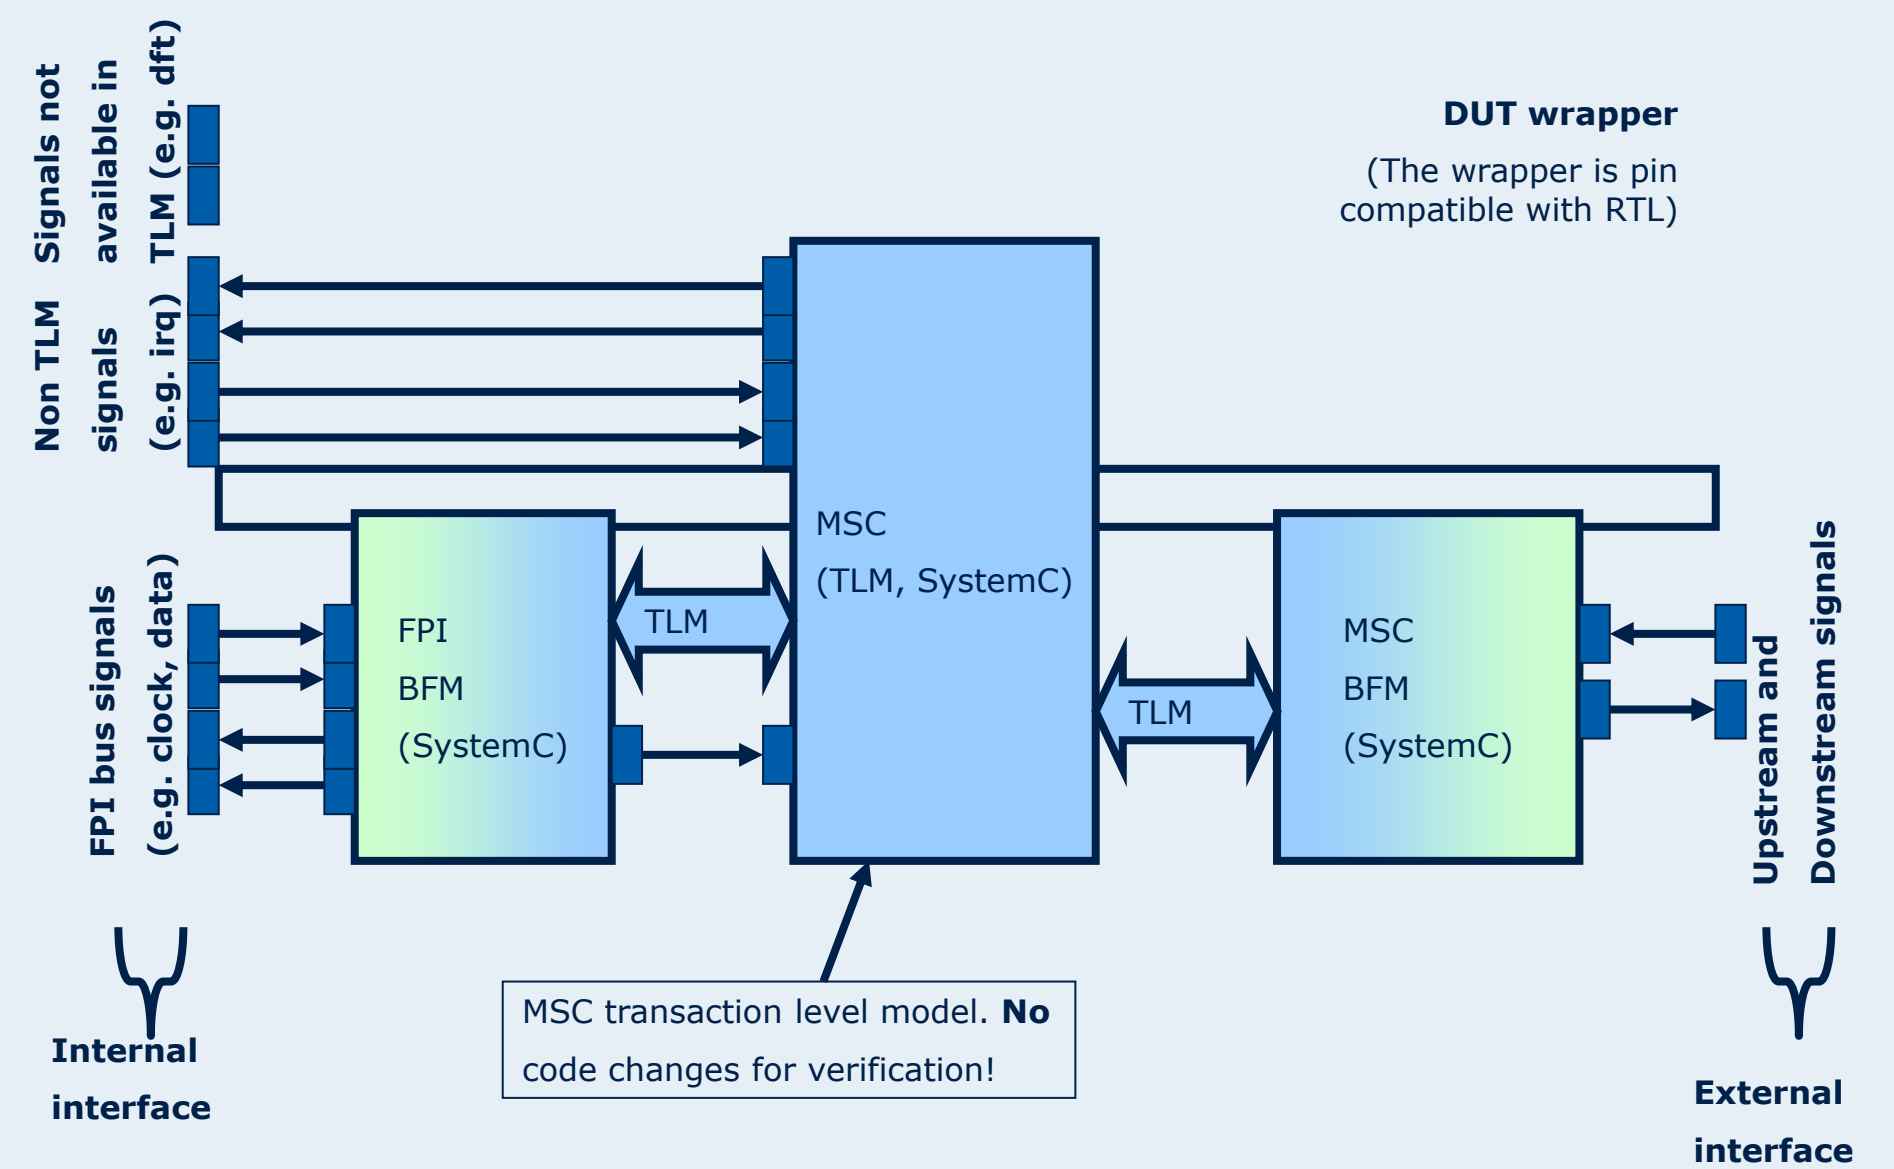 Signals not
available in
TLM (e.g. dft)
DUT wrapper
(The wrapper is pin
compatible with RTL)
Non TLM
signals
(e.g. irq)
MSC
(TLM, SystemC)
FPI bus signals
(e.g. clock, data)
FPI
BFM
(SystemC)
TLM
TLM
MSC
BFM
(SystemC)
Upstream and
Downstream signals
MSC transaction level model. No
code changes for verification!
Internal
interface
External
interface